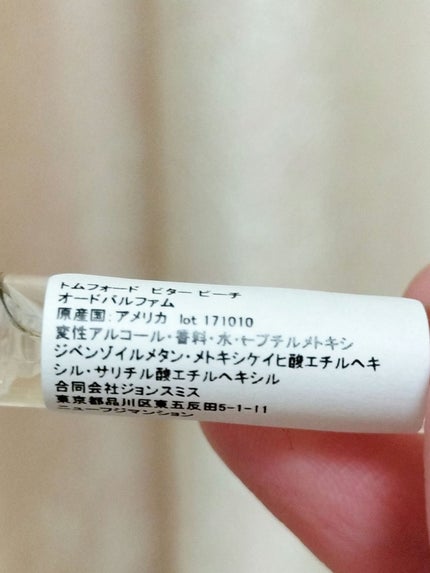 トムフォード ビター ピーチ
オードパルファム
原産国:アメリカ lot 171010
変性アルコール・香料・水・t-ブチルメトキシ
ジベンゾイルメタン・メトキシケイヒ酸エチルヘキ
シル・サリチル酸エチルヘキシル
合同会社ジョンスミス
東京都品川区東五反田5-1-11
ニューフジマンション